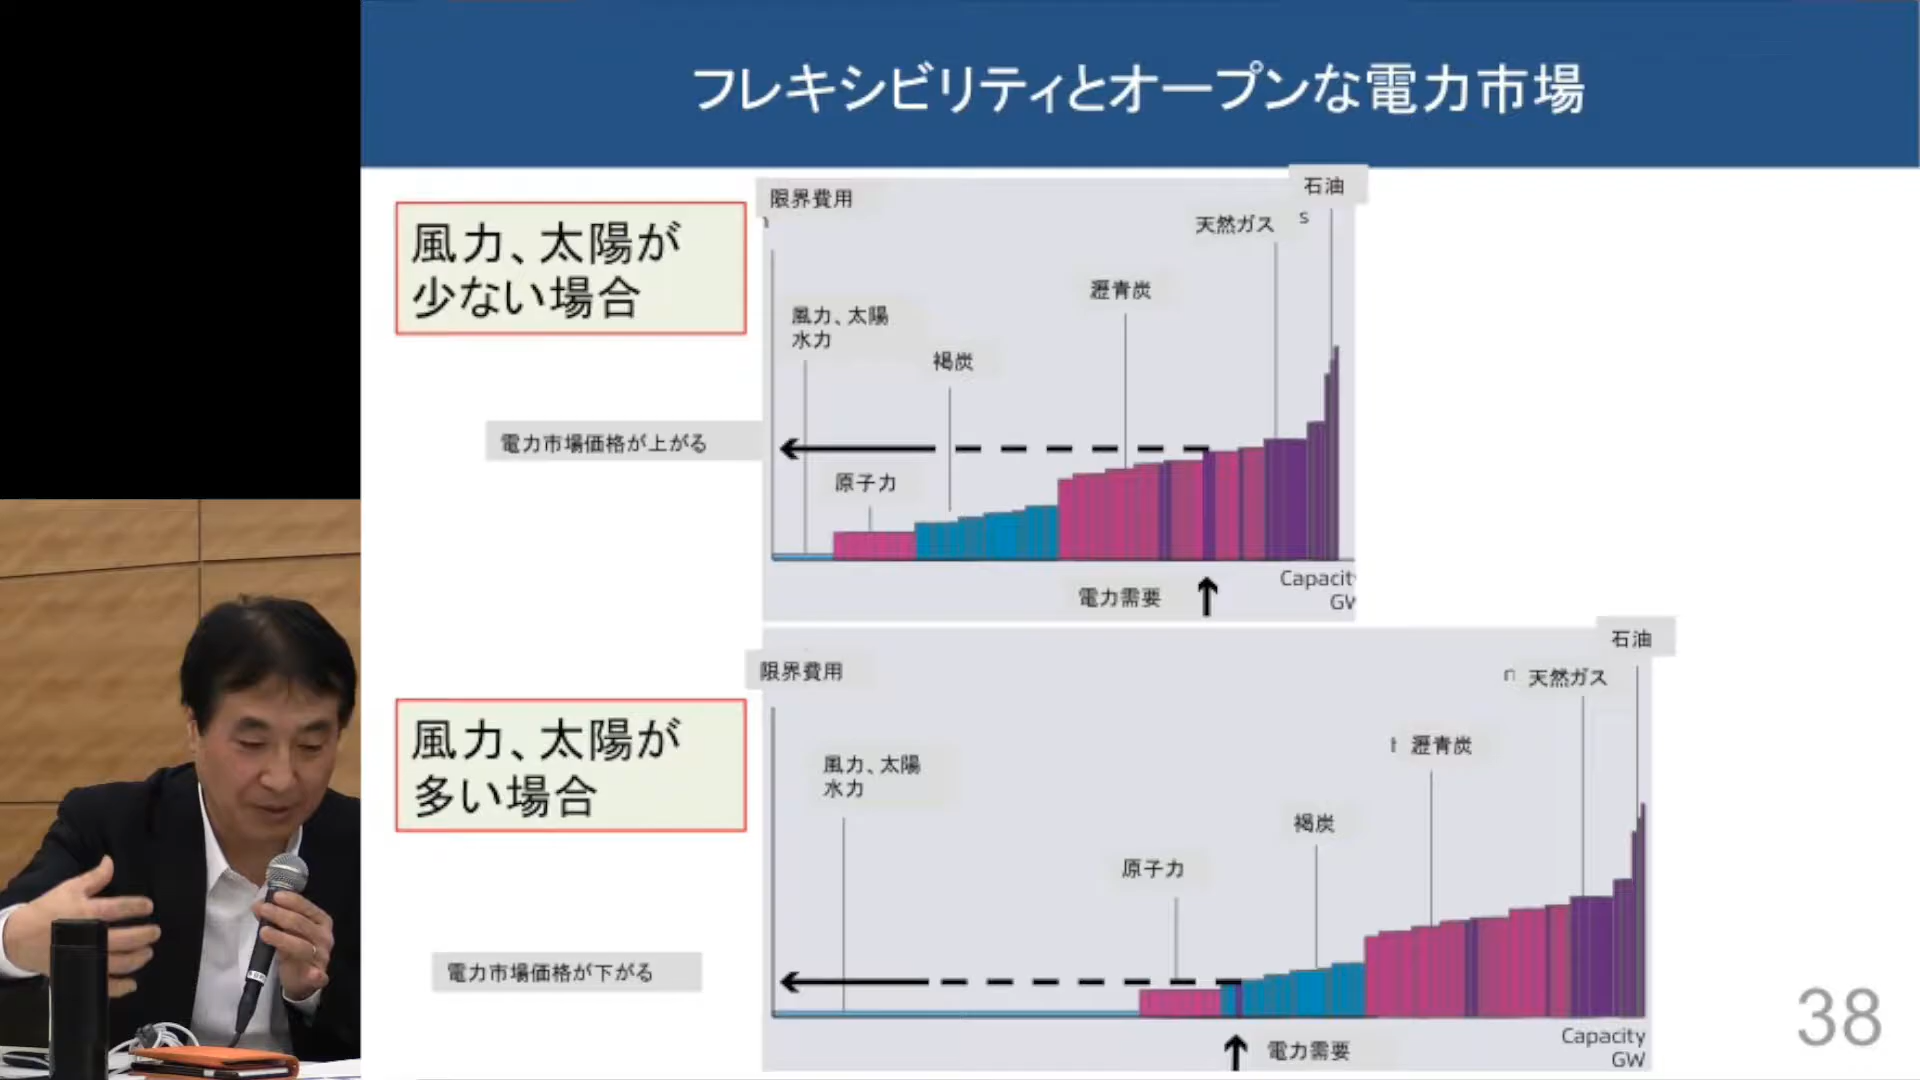 フレキシビリティとオープンな電力市場
風力、太陽が
少ない場合
限界費用
石油
天然ガス
s
瀝青炭
風力、太陽
水力
褐炭
電力市場価格が上がる
原子力
電力需要
Capacit
GW
風力、太陽が
多い場合
限界費用
石油
天然ガス
瀝青炭
風力、太陽
水力
褐炭
原子力
電力市場価格が下がる
電力需要
Capacity
GW
38